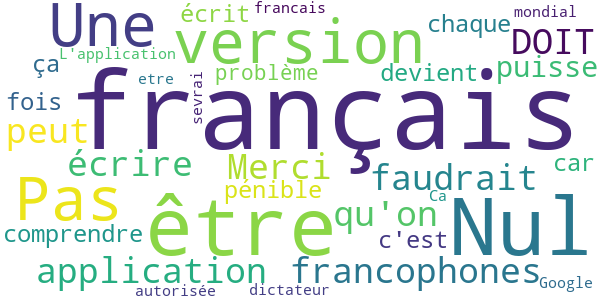 Une écrit francais chaque mondial
version DOIT
L'application
ça etre sevrai problème devient puisse
fois français
peut
écrire Merci faudrait car
Pas pénible
être qu'on Ca Nul
comprendre c'est
application francophones
autorisée dictateur Google